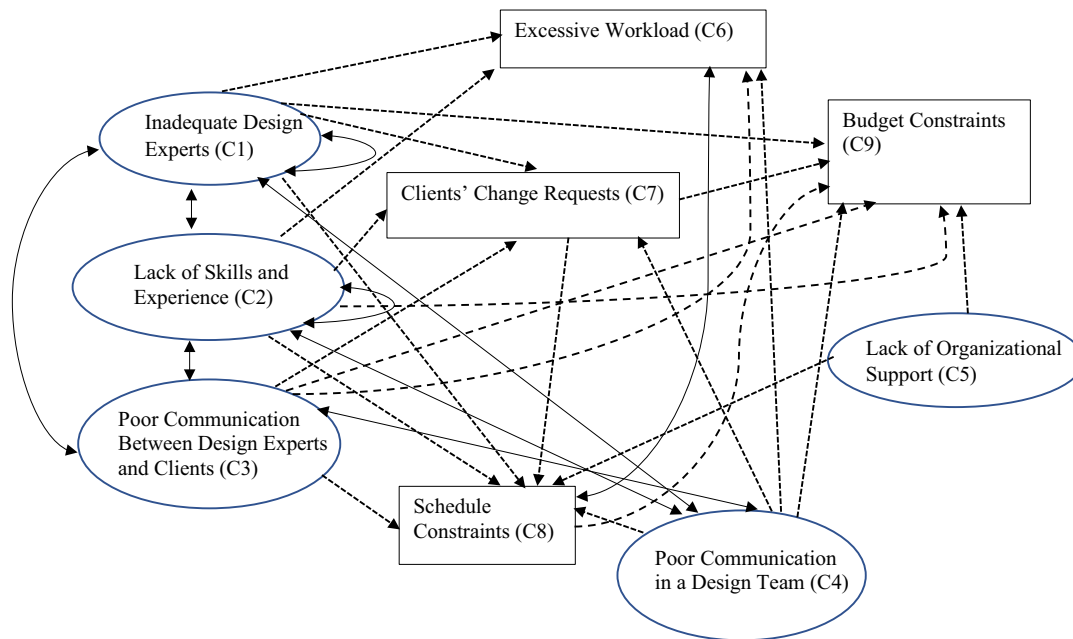 Excessive Workload (C6)
Inadequate Design
Experts (C1)
Budget Constraints
(C9)
Clients’ Change Requests (C7)
Lack of Skills and
Experience (C2)
Lack of Organizational
Support (C5)
Poor Communication
Between Design Experts
and Clients (C3)
Schedule
Constraints (C8)
Poor Communication
in a Design Team (C4)